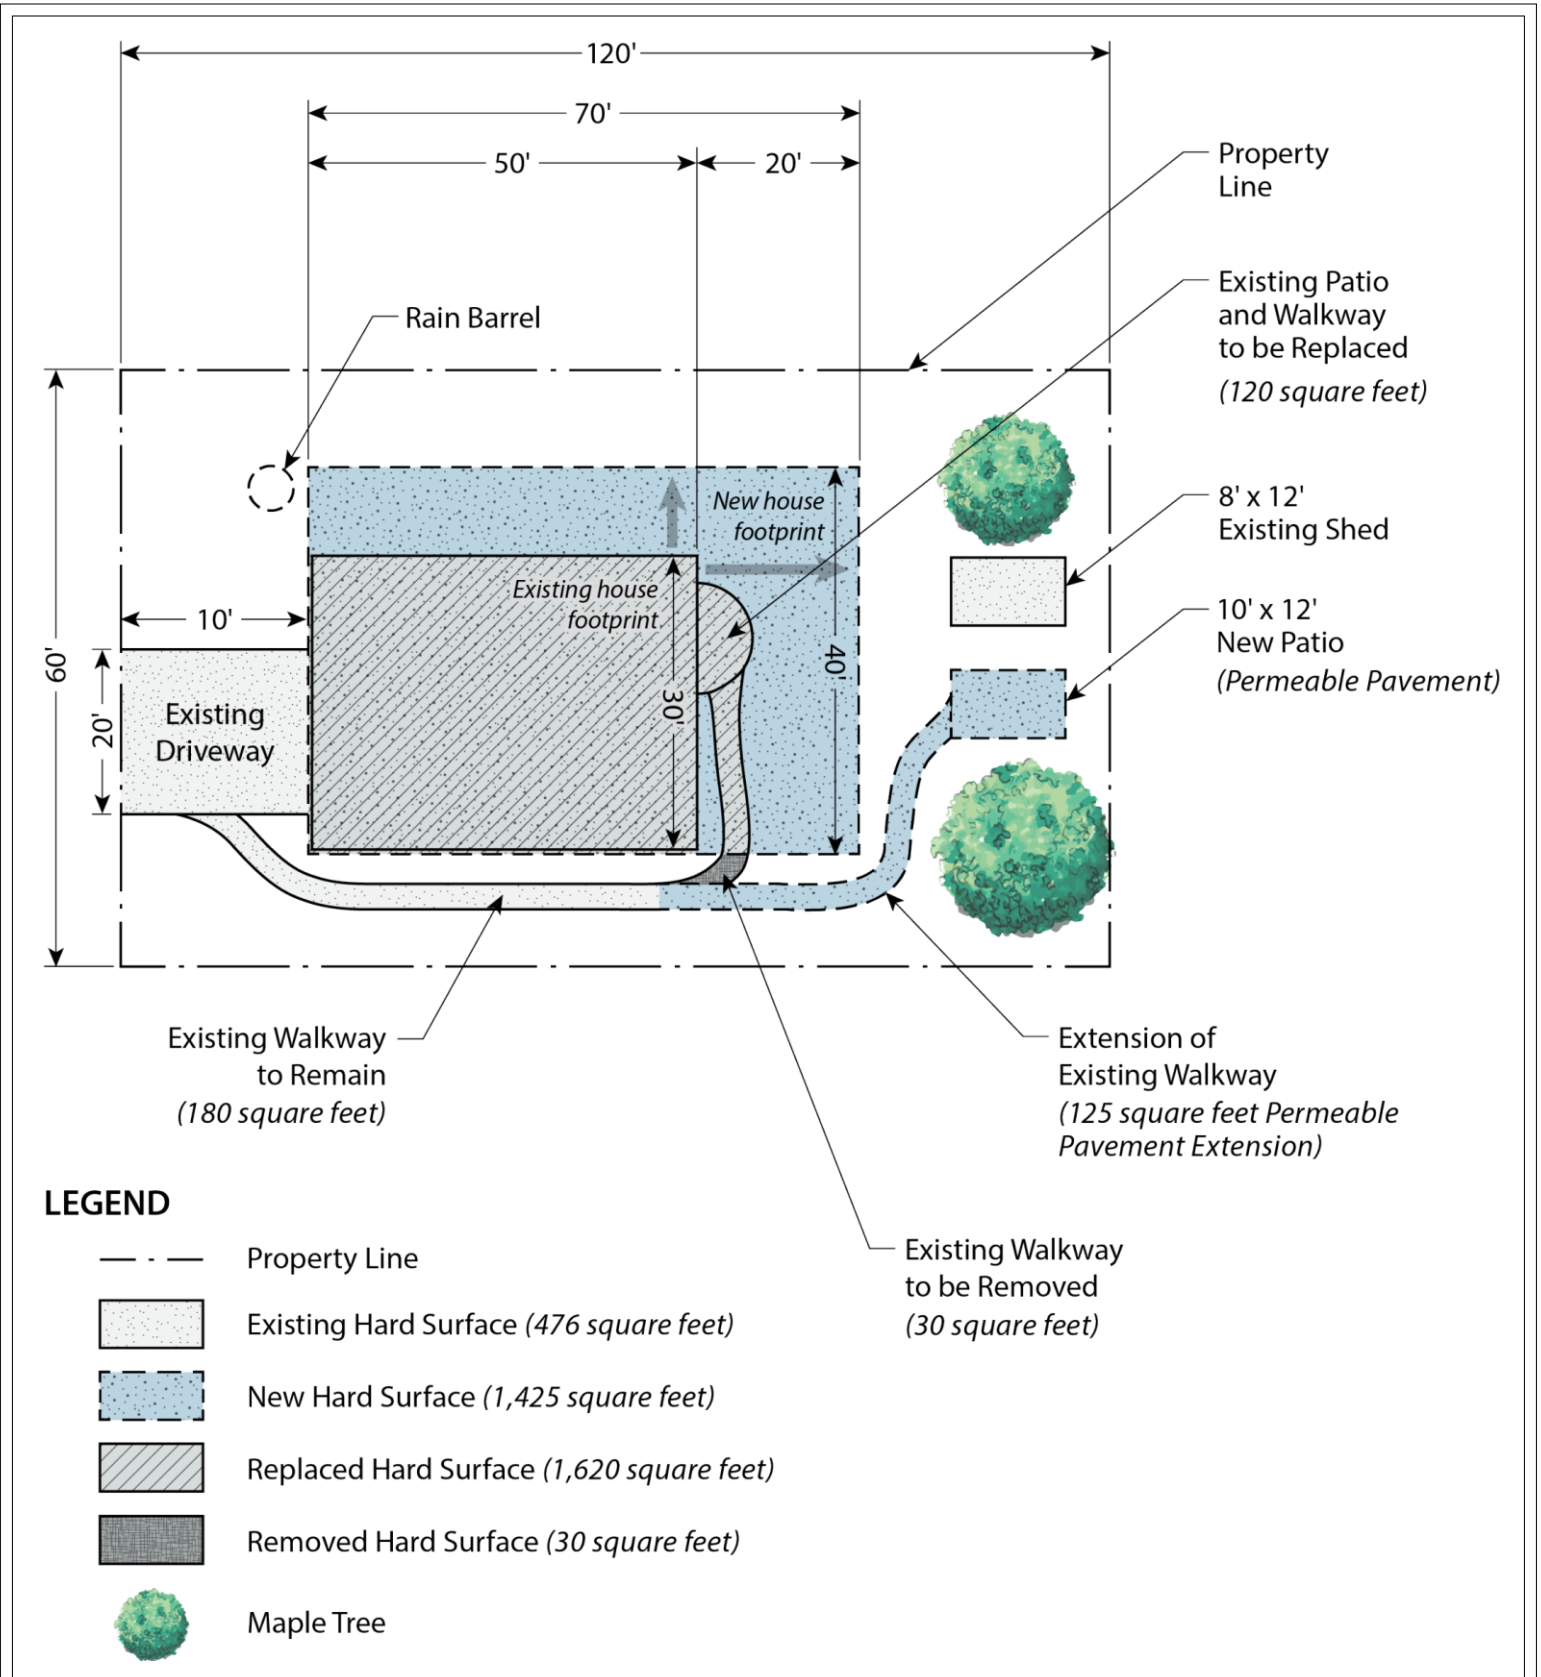 120'
70'
50'
20'
Property
Line
Existing Patio
and Walkway
to be Replaced
(120 square feet)
Rain Barrel
New house
footprint
8' x 12'
Existing Shed
Existing house
footprint
10'
10' x 12'
New Patio
(Permeable Pavement)
60'
20'
40'
30'
Existing
Driveway
Existing Walkway
to Remain
(180 square feet)
Extension of
Existing Walkway
(125 square feet Permeable
Pavement Extension)
Existing Walkway
to be Removed
(30 square feet)
LEGEND
Property Line
Existing Hard Surface (476 square feet)
New Hard Surface (1,425 square feet)
Replaced Hard Surface (1,620 square feet)
Removed Hard Surface (30 square feet)
Maple Tree